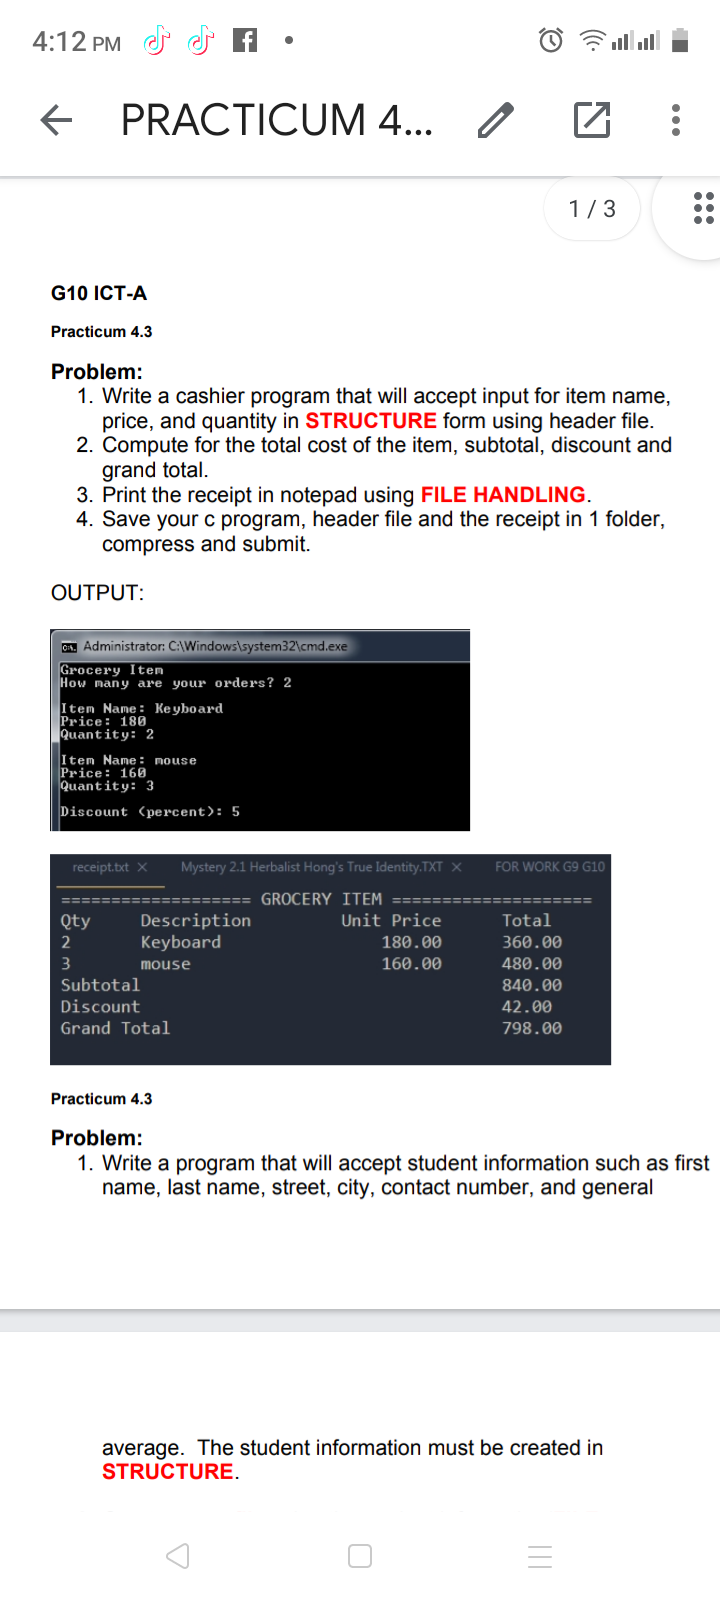 4:12 PM
PRACTICUM 4...
1 / 3
G10 ICT-A
Practicum 4.3
Problem:
1. Write a cashier program that will accept input for item name,
price, and quantity in STRUCTURE form using header file.
2. Compute for the total cost of the item, subtotal, discount and
grand total.
3. Print the receipt in notepad using FILE HANDLING.
4. Save your c program, header file and the receipt in 1 folder,
compress and submit.
OUTPUT:
Administrator: C:\Windows\system32\cmd.exe
Grocery Item
How many are your orders? 2
Item Name: Keyboard
Price: 180
Quantity: 2
Item Name: mouse
Price: 160
Quantity: 3
Discount (percent): 5
receipt.txt × Mystery 2.1 Herbalist Hong's True Identity.TXT × FOR WORK G9 G10
=================== GROCERY ITEM ====================
Qty Description Unit Price Total
2 Keyboard 180.00 360.00
3 mouse 160.00 480.00
Subtotal 840.00
Discount 42.00
Grand Total 798.00
Practicum 4.3
Problem:
1. Write a program that will accept student information such as first
name, last name, street, city, contact number, and general
average. The student information must be created in
STRUCTURE.